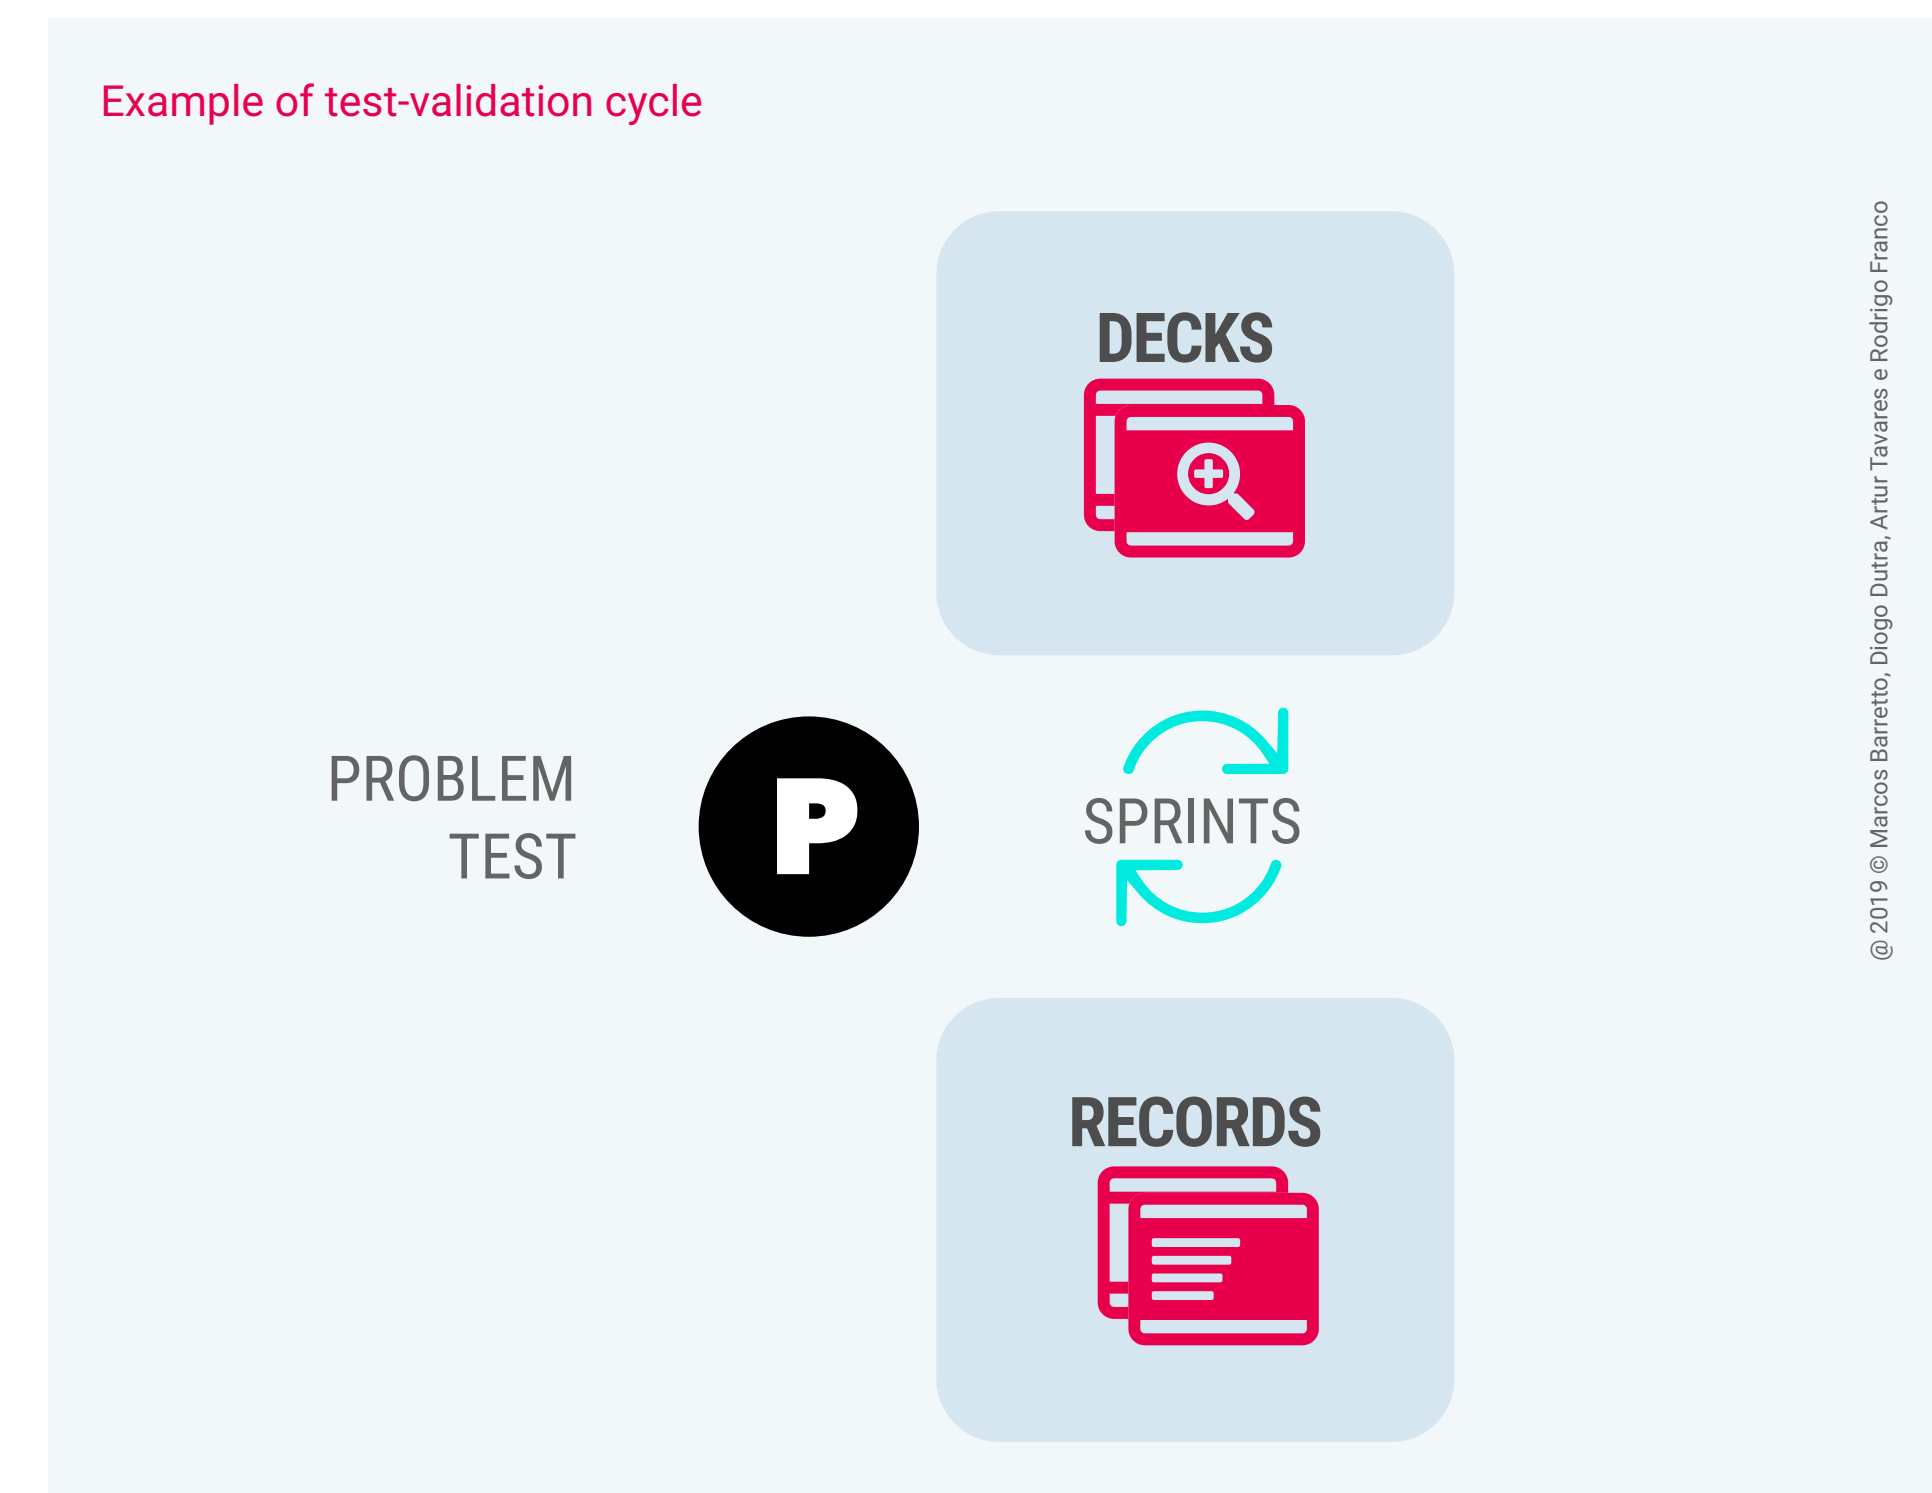 Example of test-validation cycle
DECKS
PROBLEM
TEST
P
SPRINTS
RECORDS
@ 2019 © Marcos Barretto, Diogo Dutra, Artur Tavares e Rodrigo Franco